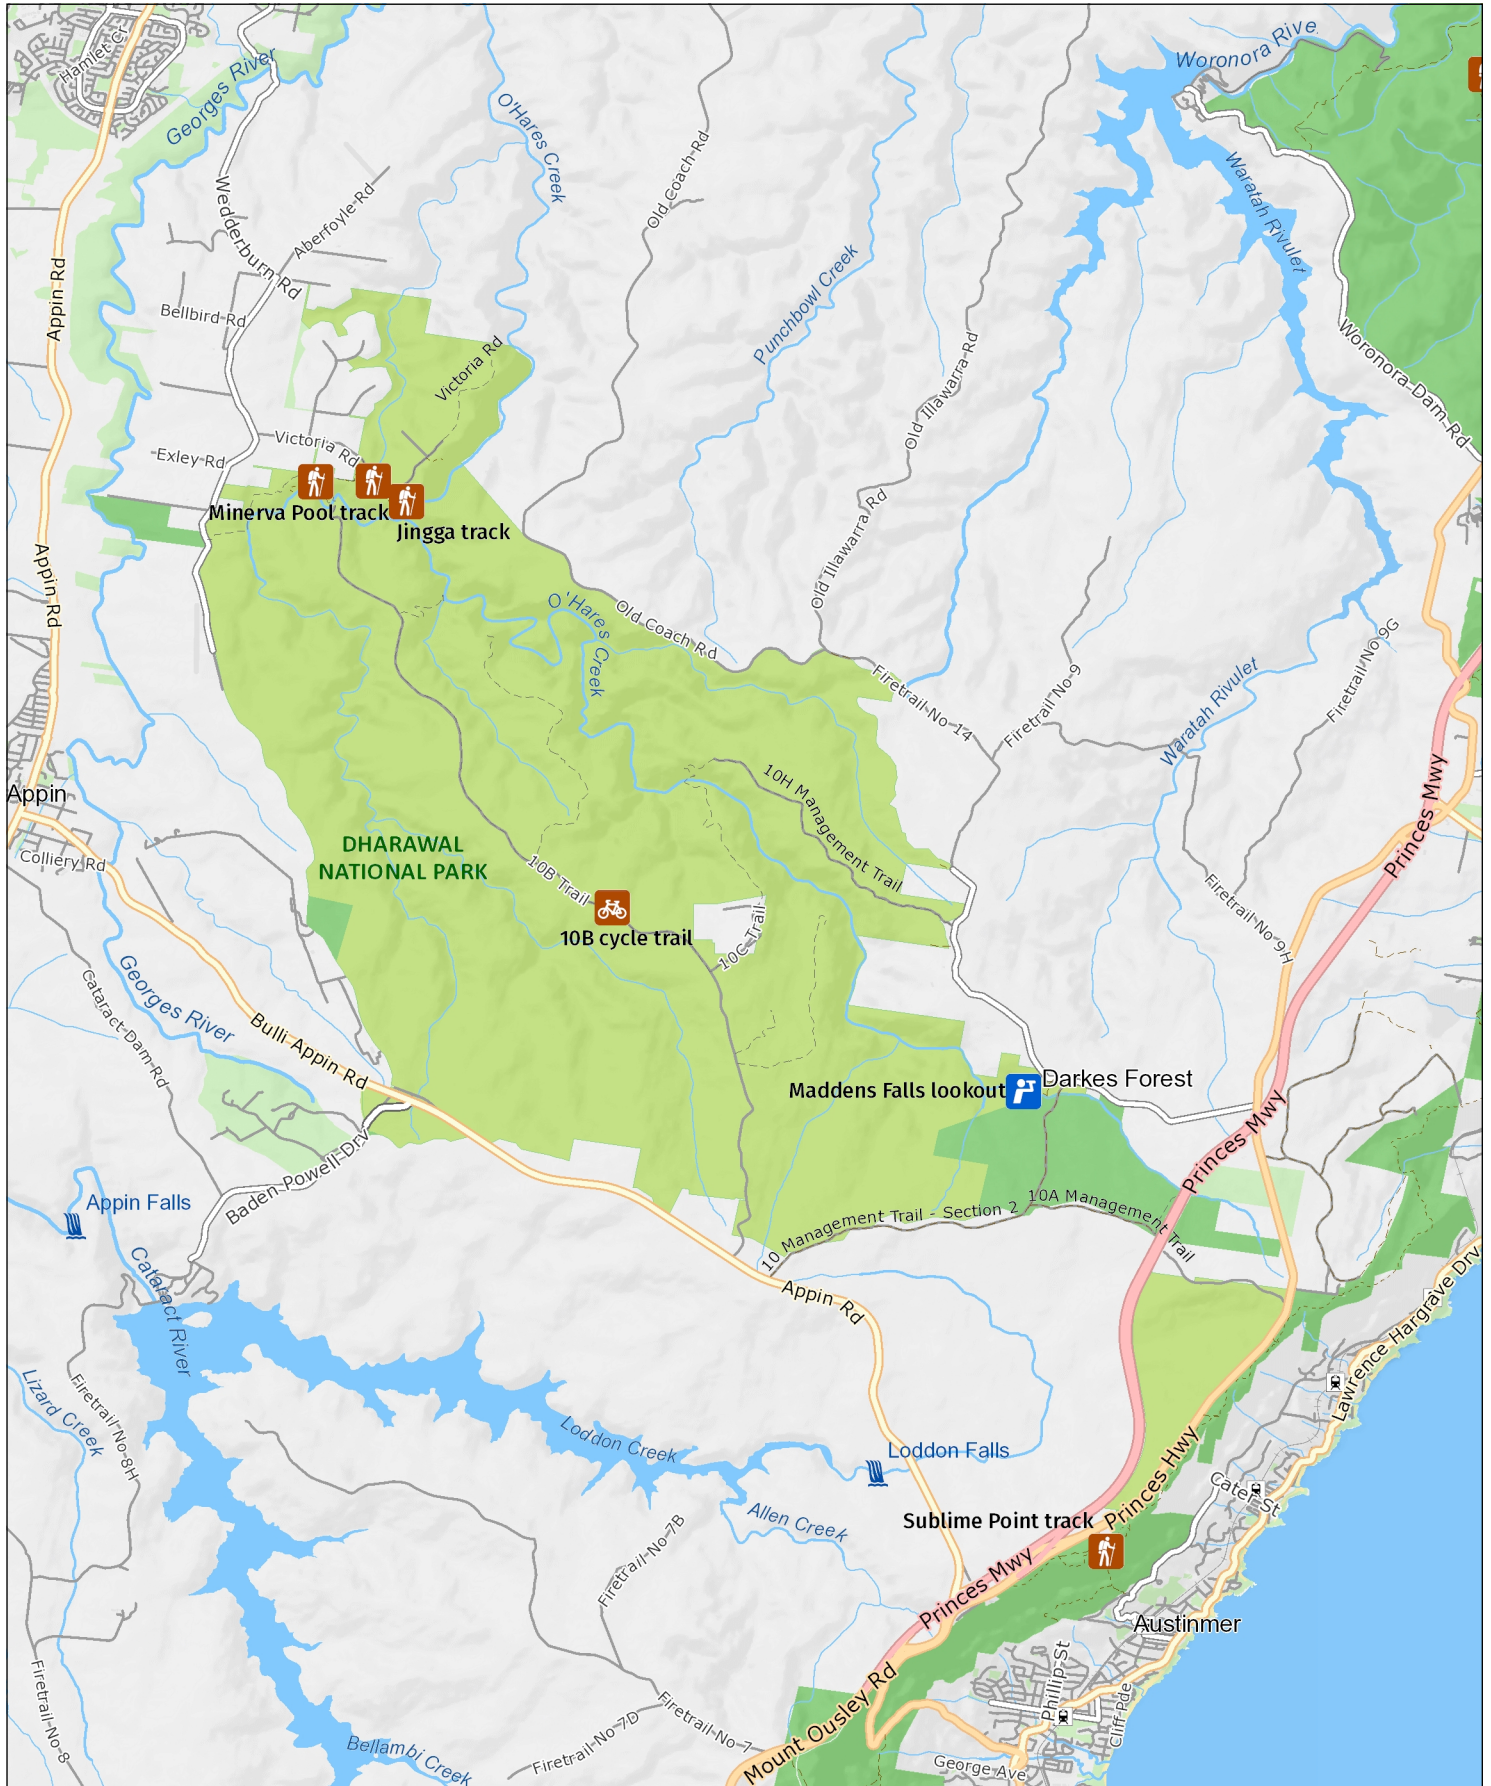 Hamlet Cr
Georges River
O'Hares Creek
Old Coach Rd
Woronora Rive
Waratah Rivulet
Wedderburn Rd
Aberfoyle Rd
Appin Rd
Bellbird Rd
Punchbowl Creek
Victoria Rd
Old Illawarra Rd
Woronora Dam Rd
Exley Rd
Victoria Rd
Minerva Pool track
Jingga track
Old Illawarra Rd
Appin Rd
O'Hares Creek
Old Coach Rd
Firetrail No 14
Firetrail No 9
Firetrail No 9G
Waratah Rivulet
Appin
10H Management Trail
Princes Mwy
DHARAWAL
NATIONAL PARK
Colliery Rd
10B Trail
10B cycle trail
10C Trail
Firetrail No 9H
Cataract Dam Rd
Georges River
Bulli Appin Rd
Maddens Falls lookout
Darkes Forest
Princes Mwy
Baden Powell Drv
Appin Falls
10 Management Trail - Section 2
10A Management Trail
Cataract River
Appin Rd
Lawrence Hargrave Drv
Lizard Creek
Firetrail No 8H
Loddon Creek
Loddon Falls
Allen Creek
Princes Hwy
Cater St
Sublime Point track
Firetrail No 7B
Princes Mwy
Austinmer
Firetrail No 8
Phillip St
Cliff Pde
Mount Ousley Rd
Firetrail No 7
Firetrail No 7D
Bellambi Creek
George Ave